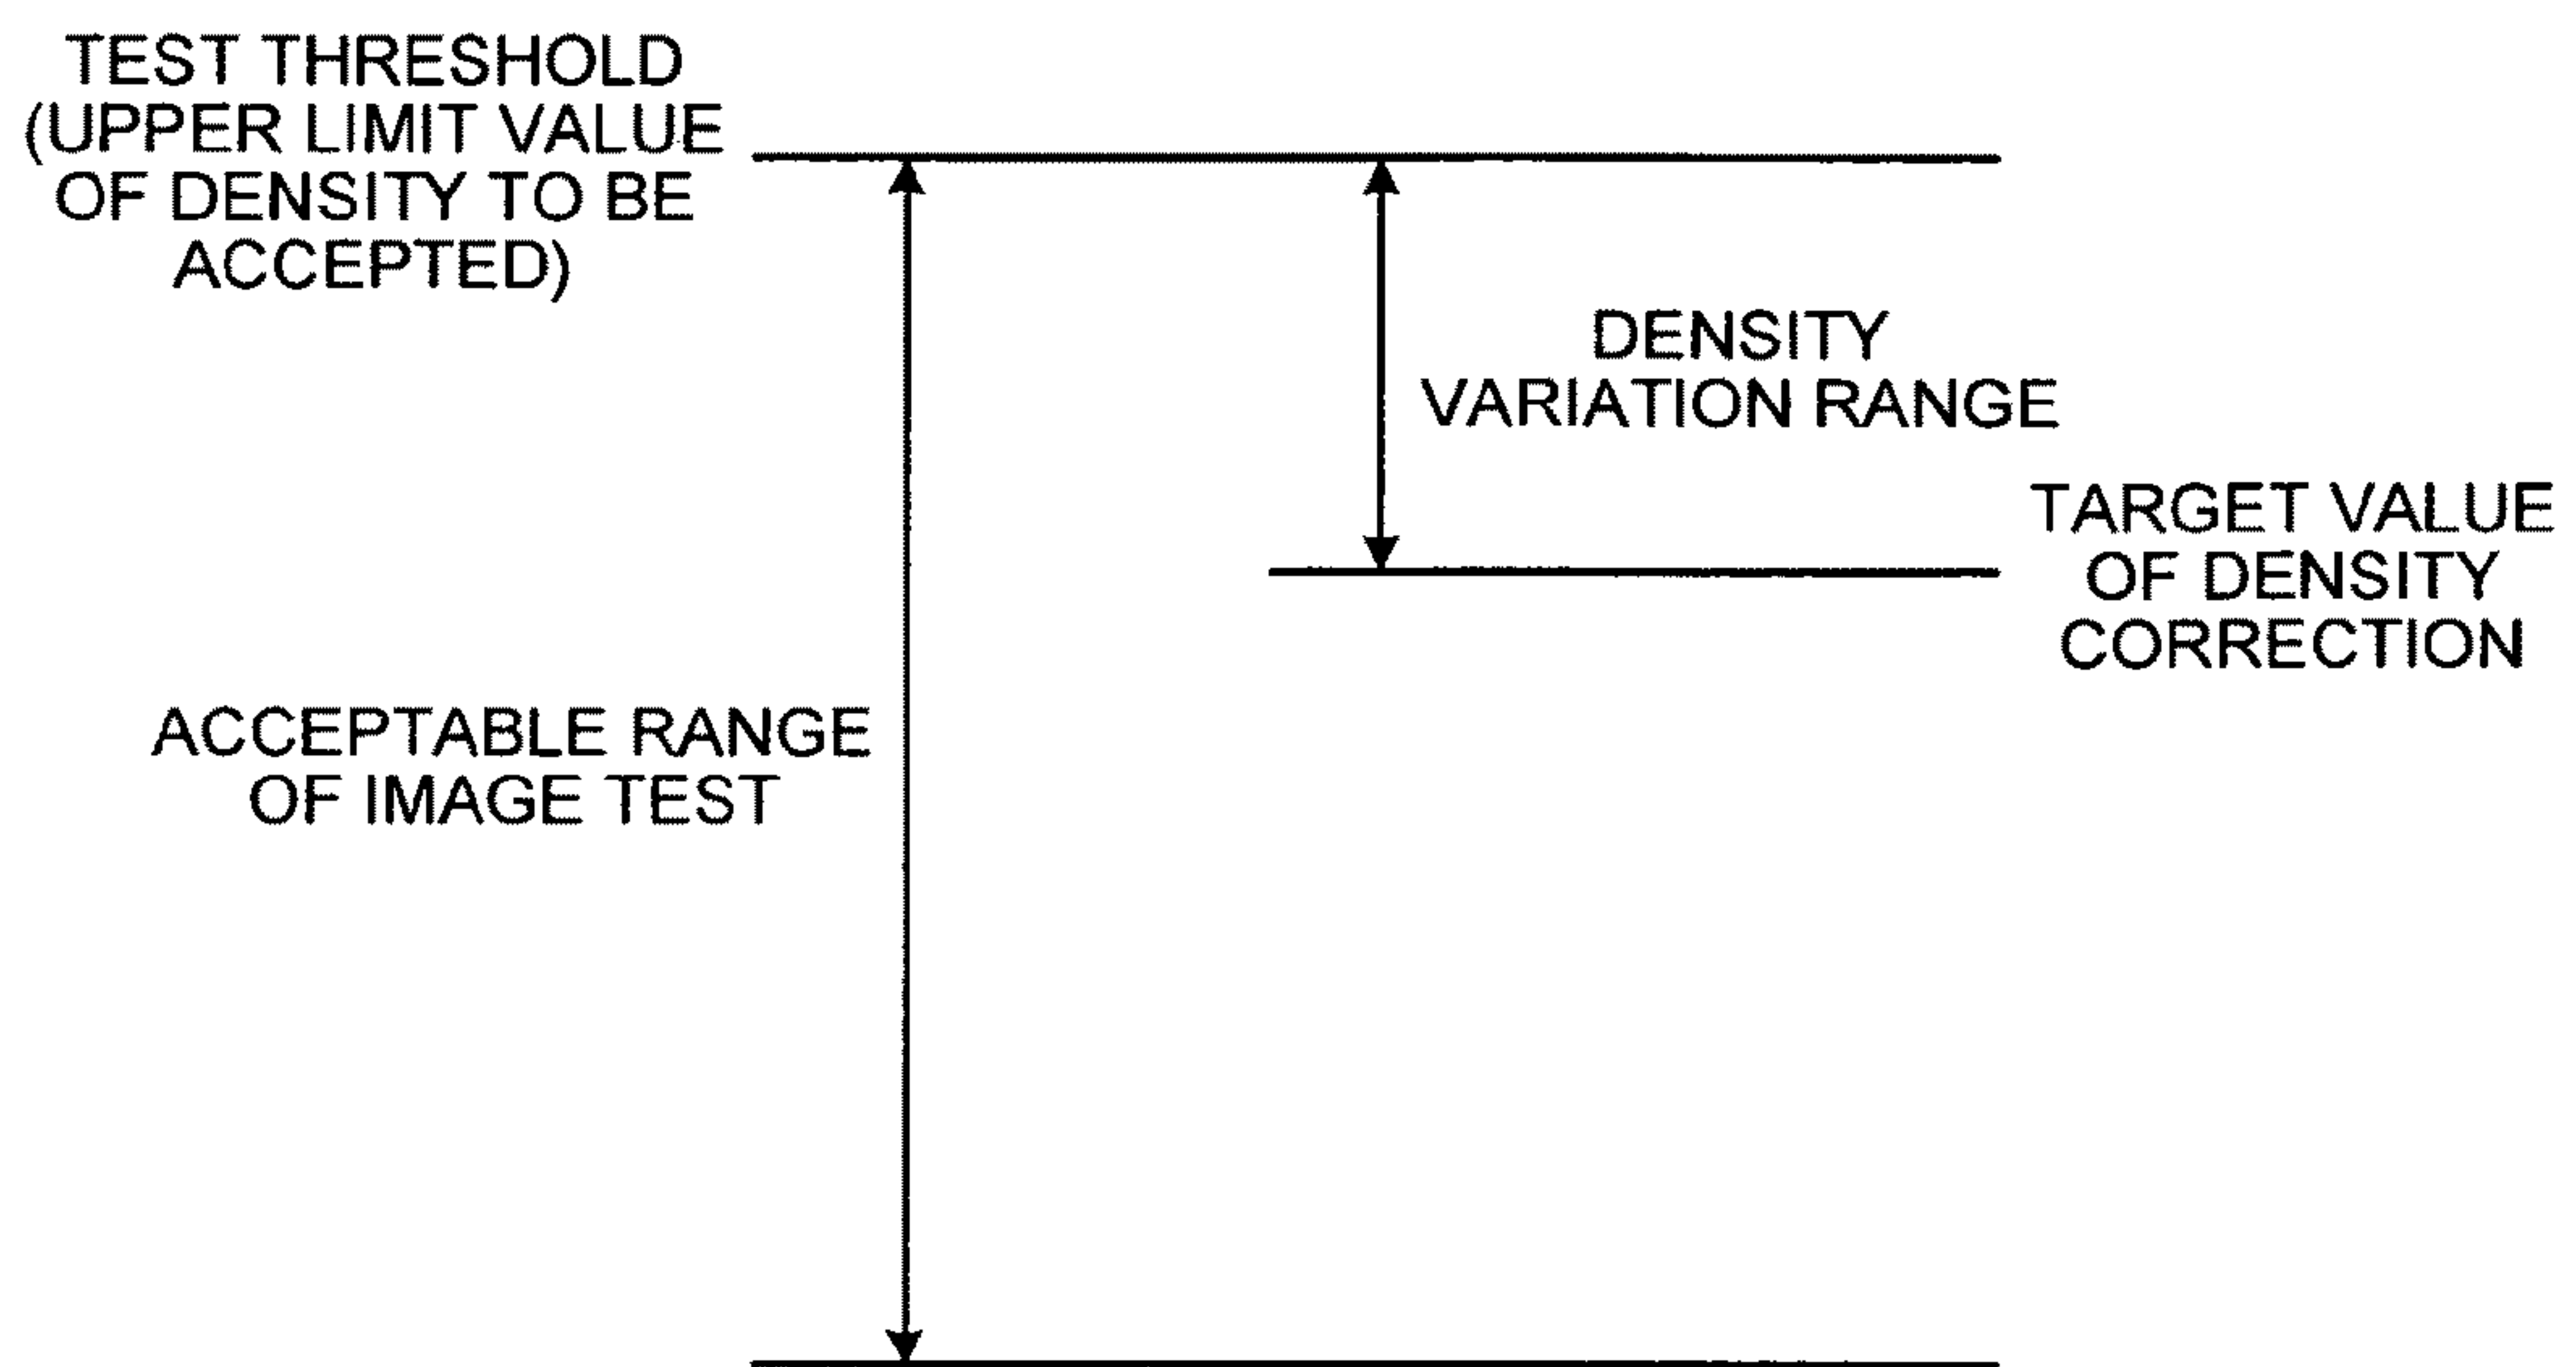 TEST THRESHOLD
(UPPER LIMIT VALUE
OF DENSITY TO BE
ACCEPTED)
DENSITY
VARIATION RANGE
TARGET VALUE
OF DENSITY
CORRECTION
ACCEPTABLE RANGE
OF IMAGE TEST